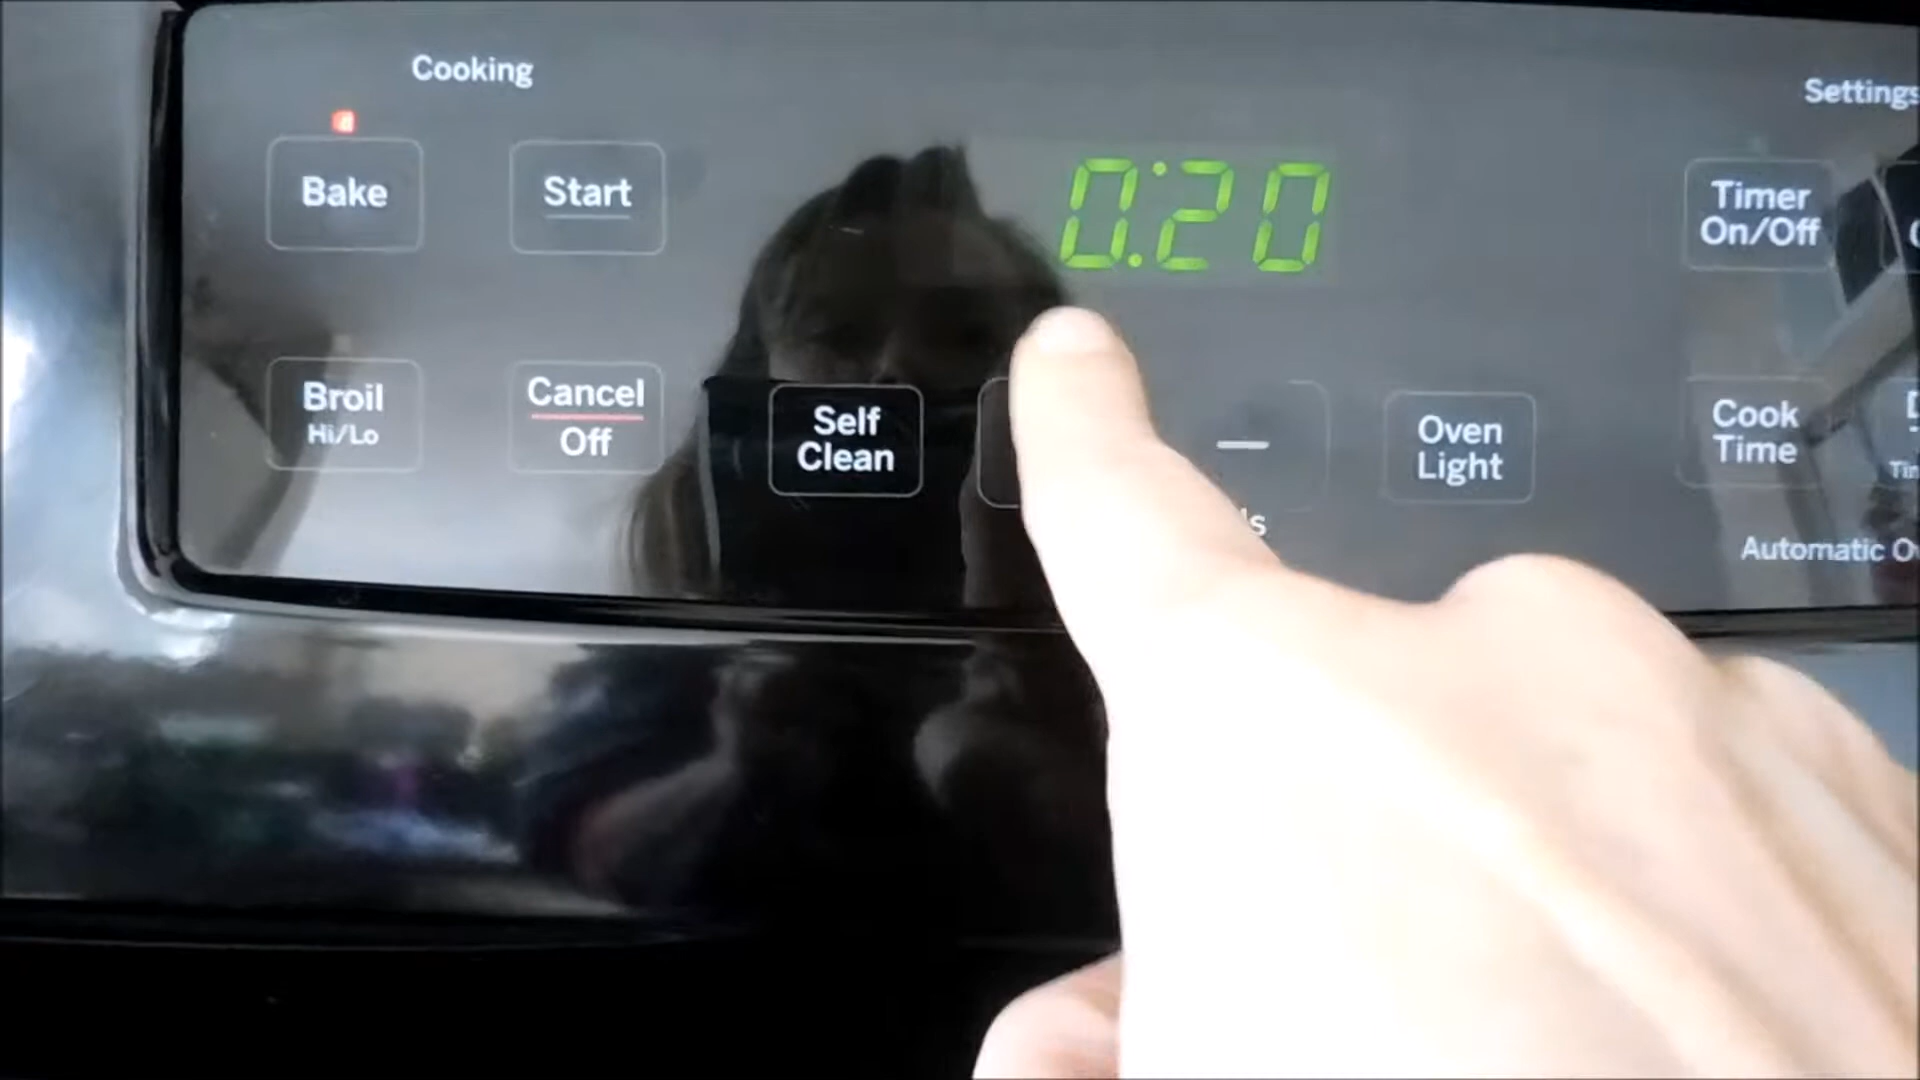 Cooking
Settings
Bake
Start
0:20
Timer
On/Off
Broil
Hi/Lo
Cancel
Off
Self
Clean
—
Oven
Light
Cook
Time
Automatic